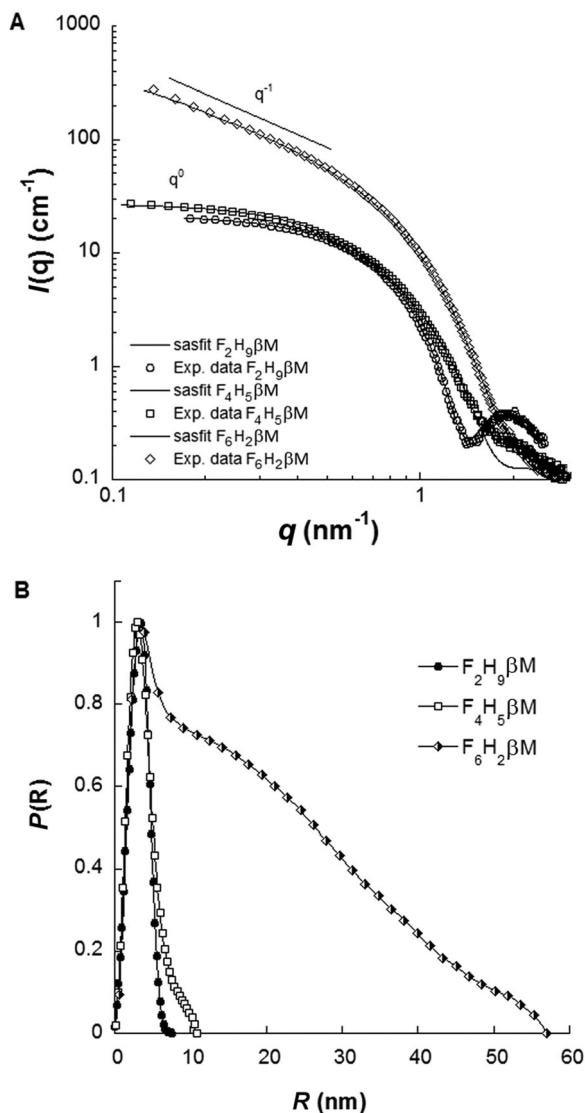 A
1000
100
10
1
0.1
I(q) (cm⁻¹)
q⁻¹
q⁰
sasfit F₂H₉βM
Exp. data F₂H₉βM
sasfit F₄H₅βM
Exp. data F₄H₅βM
sasfit F₆H₂βM
Exp. data F₆H₂βM
0.1
1
q (nm⁻¹)
B
1
0.8
0.6
0.4
0.2
0
P(R)
F₂H₉βM
F₄H₅βM
F₆H₂βM
0 10 20 30 40 50 60
R (nm)